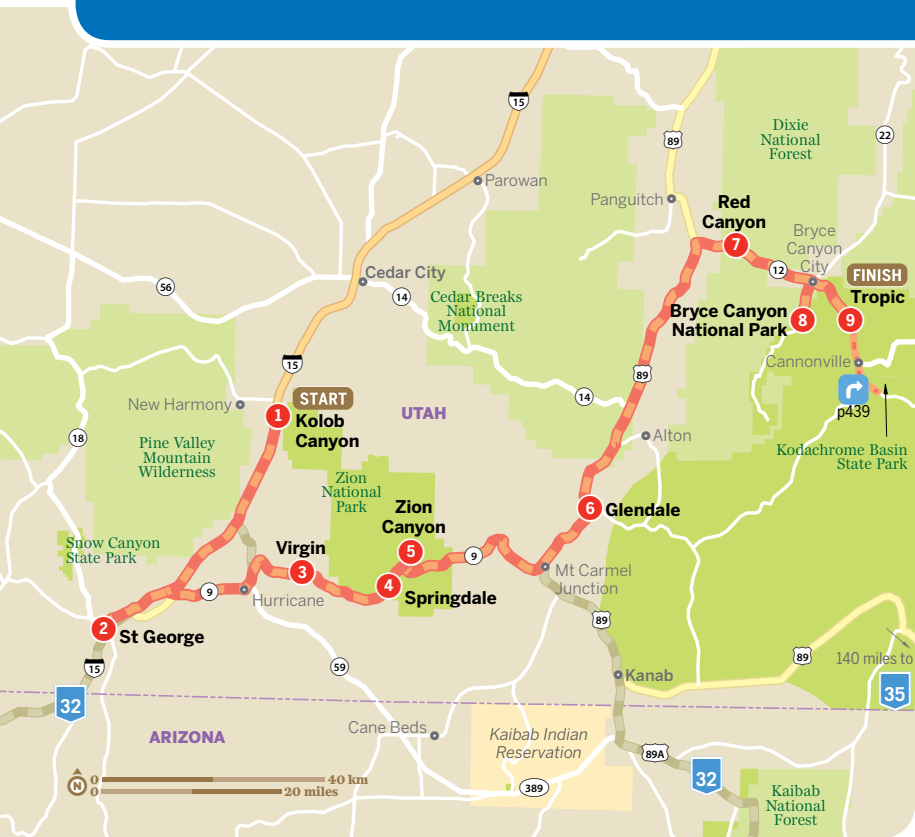 15
89
22
Dixie
National
Forest
Parowan
Panguitch
Red
Canyon
7
Bryce
Canyon
City
12
FINISH
Tropic
Cedar City
56
14
Cedar Breaks
National
Monument
Bryce Canyon
National Park
8
9
15
89
Cannonville
p439
START
New Harmony
1
Kolob
Canyon
UTAH
14
18
Pine Valley
Mountain
Wilderness
Alton
Kodachrome Basin
State Park
Zion
National
Park
Zion
Canyon
5
6
Glendale
Snow Canyon
State Park
Virgin
3
9
4
Springdale
Mt Carmel
Junction
9
Hurricane
2
St George
89
15
59
89
140 miles to
Kanab
32
35
ARIZONA
Cane Beds
Kaibab Indian
Reservation
89A
32
N
0
40 km
0
20 miles
389
Kaibab
National
Forest